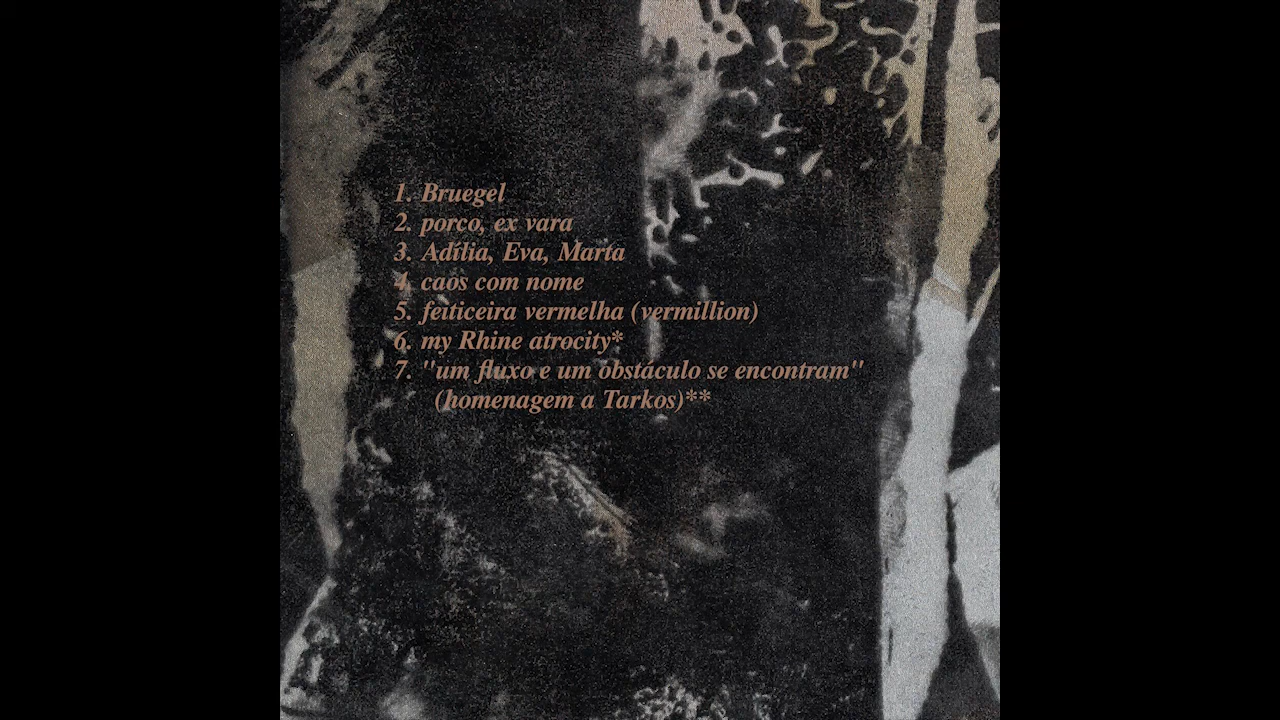 1. Bruegel
2. porco, ex vara
3. Adília, Eva, Marta
4. caos com nome
5. feiticeira vermelha (vermillion)
6. my Rhine atrocity*
7. "um fluxo e um obstáculo se encontram"
(homenagem a Tarkos)**